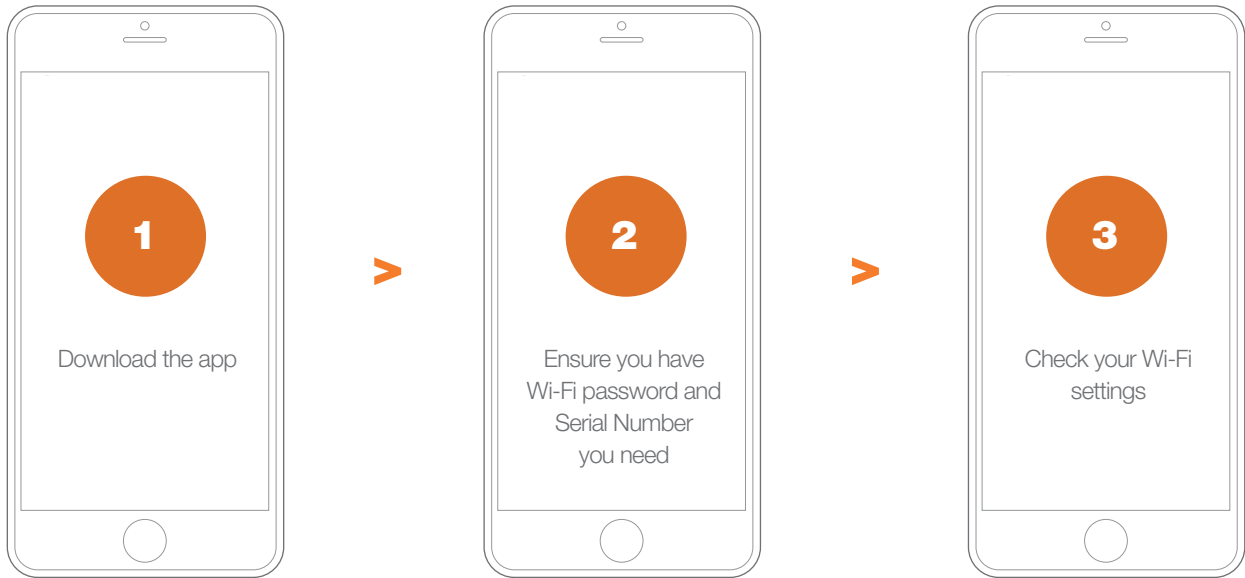 1
Download the app
>
2
Ensure you have
Wi-Fi password and
Serial Number
you need
>
3
Check your Wi-Fi
settings